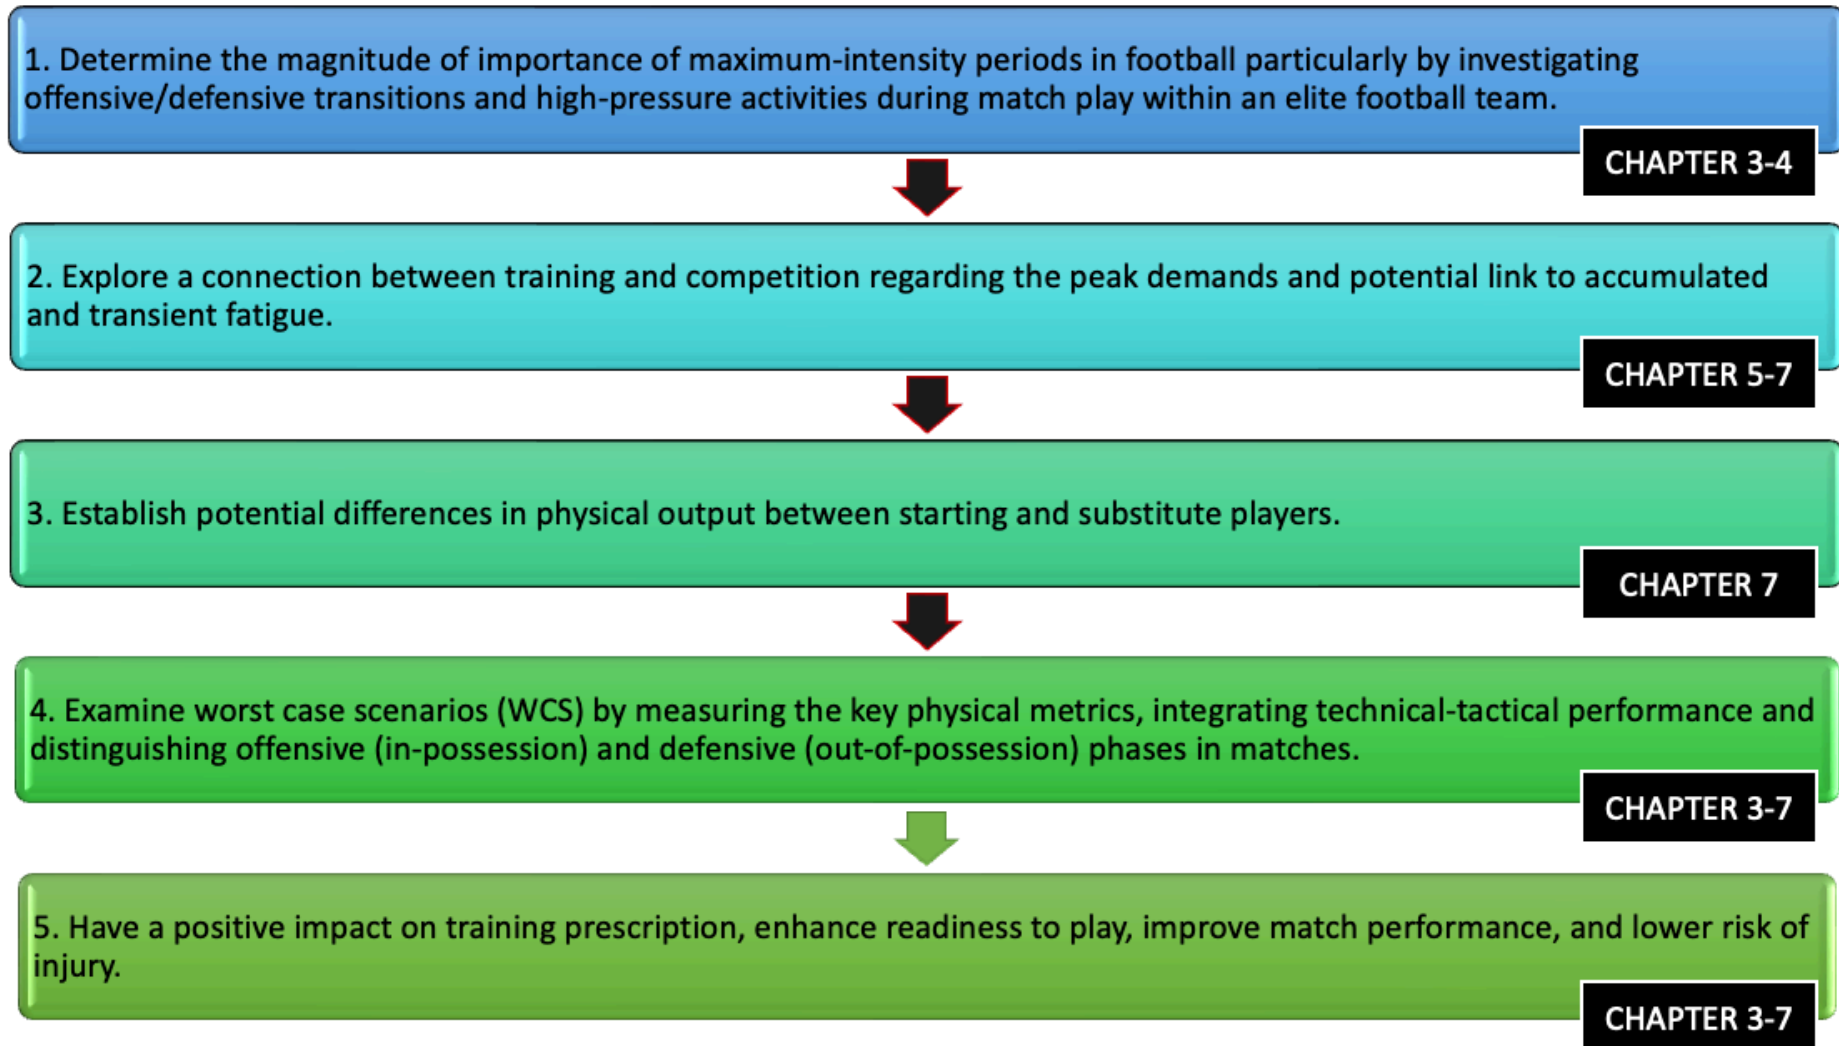 1. Determine the magnitude of importance of maximum-intensity periods in football particularly by investigating
offensive/defensive transitions and high-pressure activities during match play within an elite football team.
CHAPTER 3-4
2. Explore a connection between training and competition regarding the peak demands and potential link to accumulated
and transient fatigue.
CHAPTER 5-7
3. Establish potential differences in physical output between starting and substitute players.
CHAPTER 7
4. Examine worst case scenarios (WCS) by measuring the key physical metrics, integrating technical-tactical performance and
distinguishing offensive (in-possession) and defensive (out-of-possession) phases in matches.
CHAPTER 3-7
5. Have a positive impact on training prescription, enhance readiness to play, improve match performance, and lower risk of
injury.
CHAPTER 3-7